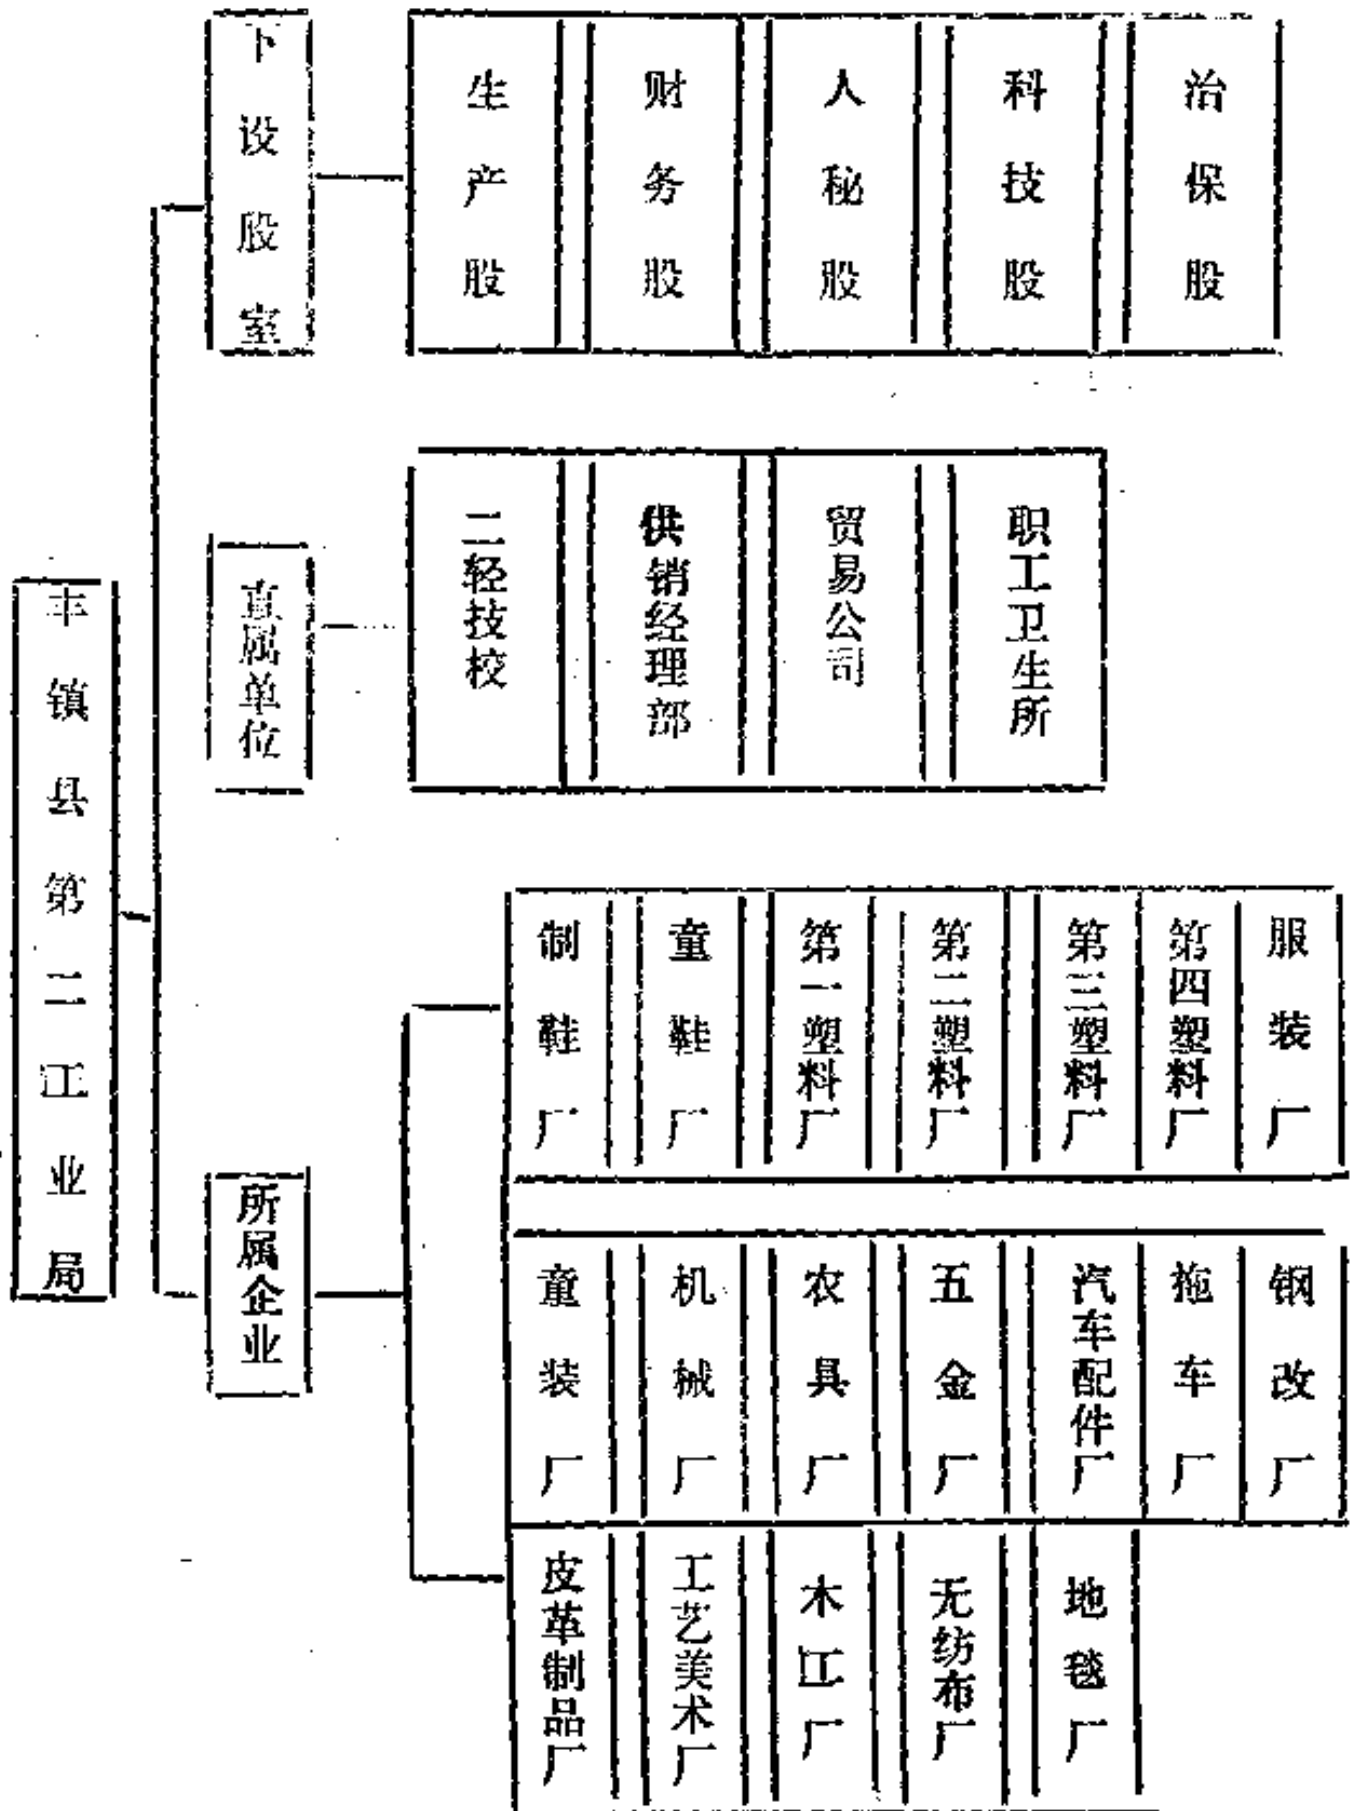 丰镇县第二工业局
下设股室
生产股
财务股
人秘股
科技股
治保股
直属单位
二轻技校
供销经理部
贸易公司
职工卫生所
所属企业
制鞋厂
童鞋厂
第一塑料厂
第二塑料厂
第三塑料厂
第四塑料厂
服装厂
童装厂
机械厂
农具厂
五金厂
汽车配件厂
拖车厂
钢改厂
皮革制品厂
工艺美术厂
木江厂
无纺布厂
地毯厂